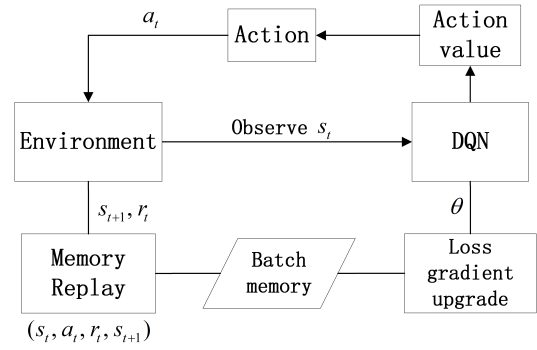 a_t
Action
Action
value
Environment
Observe s_t
DQN
s_{t+1}, r_t
θ
Memory
Replay
Batch
memory
Loss
gradient
upgrade
(s_t, a_t, r_t, s_{t+1})